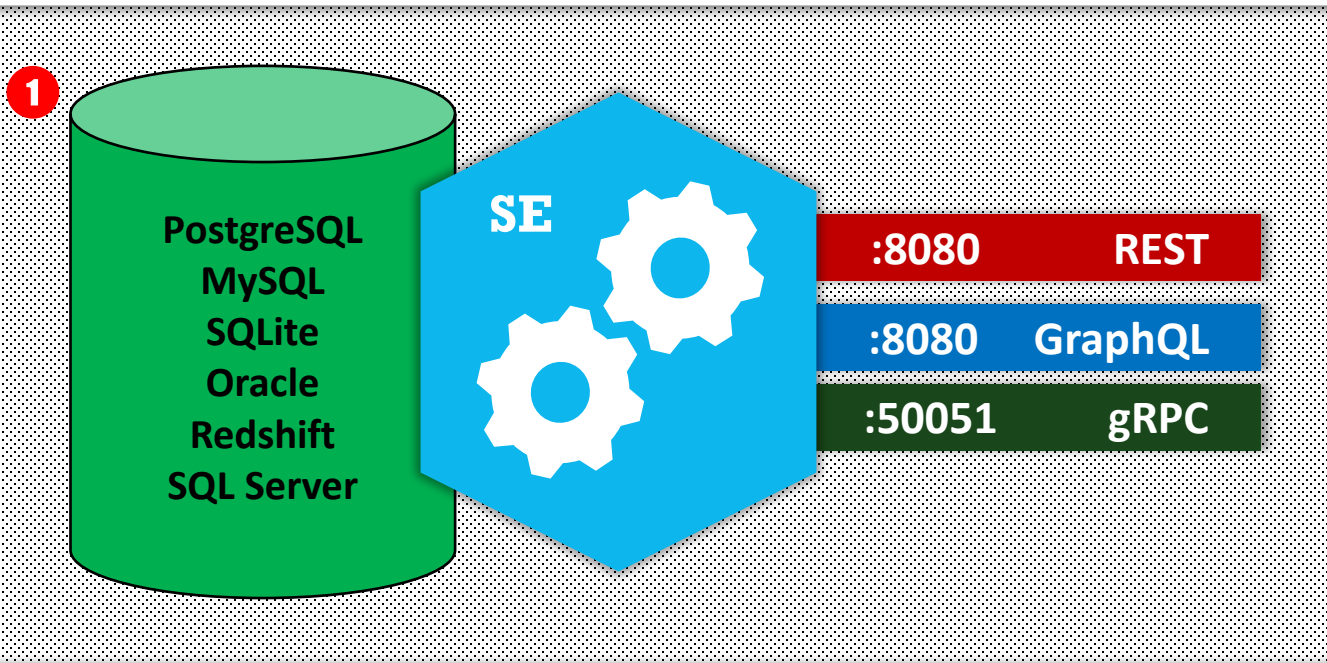 1
PostgreSQL
MySQL
SQLite
Oracle
Redshift
SQL Server
SE
:8080 REST
:8080 GraphQL
:50051 gRPC